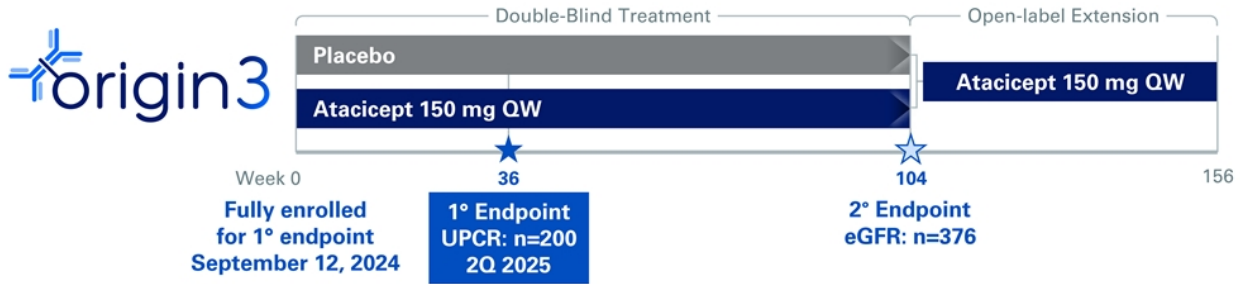 Double-Blind Treatment
Open-label Extension
origin3
Placebo
Atacicept 150 mg QW
Atacicept 150 mg QW
Week 0
36
104
156
Fully enrolled
for 1° endpoint
September 12, 2024
1° Endpoint
UPCR: n=200
2Q 2025
2° Endpoint
eGFR: n=376